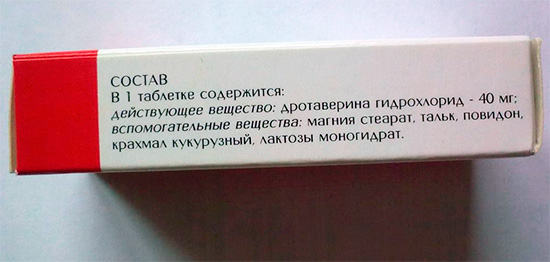 СОСТАВ
В 1 таблетке содержится:
действующее вещество: дротаверина гидрохлорид - 40 мг;
вспомогательные вещества: магния стеарат, тальк, повидон,
крахмал кукурузный, лактозы моногидрат.